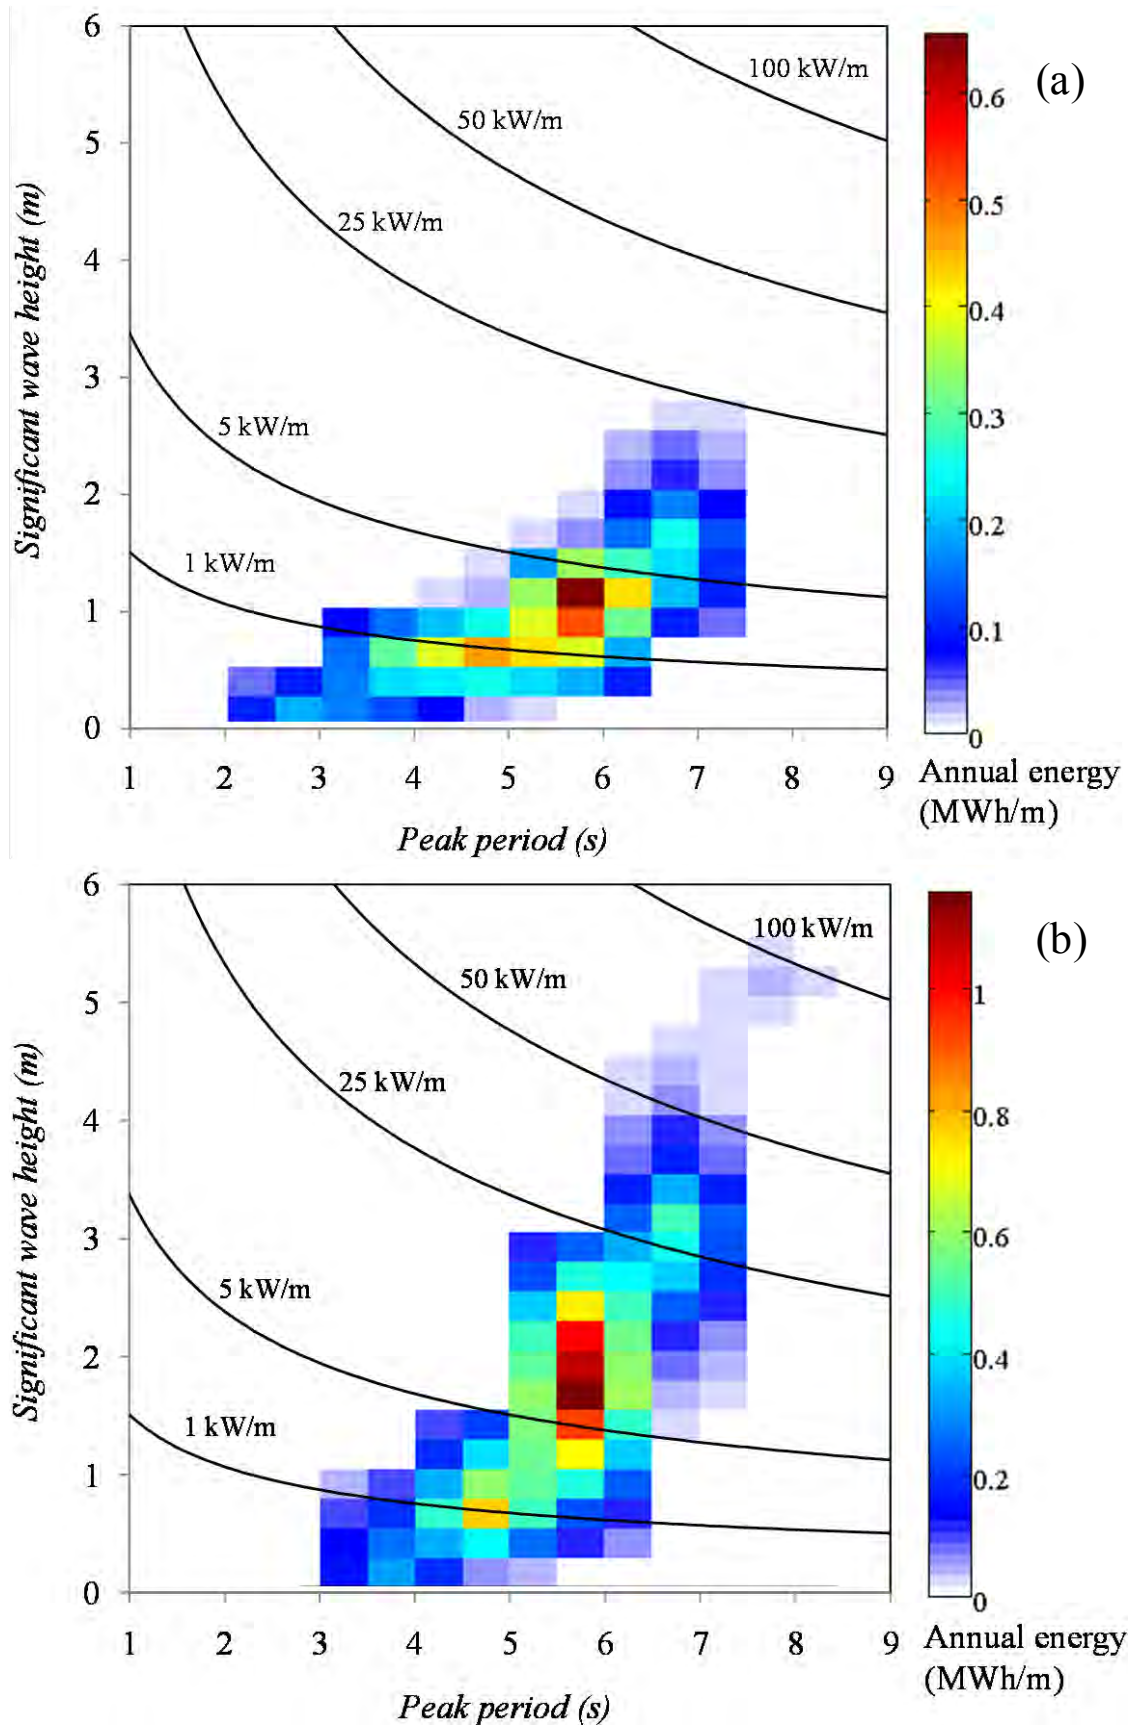 (a)
6
5
4
3
2
1
0
Significant wave height (m)
100 kW/m
50 kW/m
25 kW/m
5 kW/m
1 kW/m
1 2 3 4 5 6 7 8 9
Peak period (s)
0.6
0.5
0.4
0.3
0.2
0.1
0
Annual energy
(MWh/m)
(b)
6
5
4
3
2
1
0
Significant wave height (m)
100 kW/m
50 kW/m
25 kW/m
5 kW/m
1 kW/m
1 2 3 4 5 6 7 8 9
Peak period (s)
1
0.8
0.6
0.4
0.2
0
Annual energy
(MWh/m)